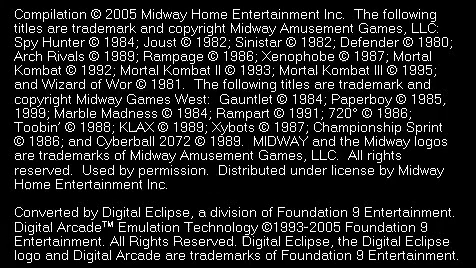 Compilation © 2005 Midway Home Entertainment Inc.  The following
titles are trademark and copyright Midway Amusement Games, LLC:
Spy Hunter © 1984; Joust © 1982; Sinistar © 1982; Defender © 1980;
Arch Rivals © 1989; Rampage © 1986; Xenophobe © 1987; Mortal
Kombat © 1992; Mortal Kombat II © 1993; Mortal Kombat III © 1995;
and Wizard of Wor © 1981.  The following titles are trademark and
copyright Midway Games West:  Gauntlet © 1984; Paperboy © 1985,
1999; Marble Madness © 1984; Rampart © 1991; 720° © 1986;
Toobin' © 1988; KLAX © 1989; Xybots © 1987; Championship Sprint
© 1986; and Cyberball 2072 © 1989.  MIDWAY and the Midway logos
are trademarks of Midway Amusement Games, LLC.  All rights
reserved.  Used by permission.  Distributed under license by Midway
Home Entertainment Inc.

Converted by Digital Eclipse, a division of Foundation 9 Entertainment.
Digital Arcade™ Emulation Technology ©1993-2005 Foundation 9
Entertainment. All Rights Reserved. Digital Eclipse, the Digital Eclipse
logo and Digital Arcade are trademarks of Foundation 9 Entertainment.